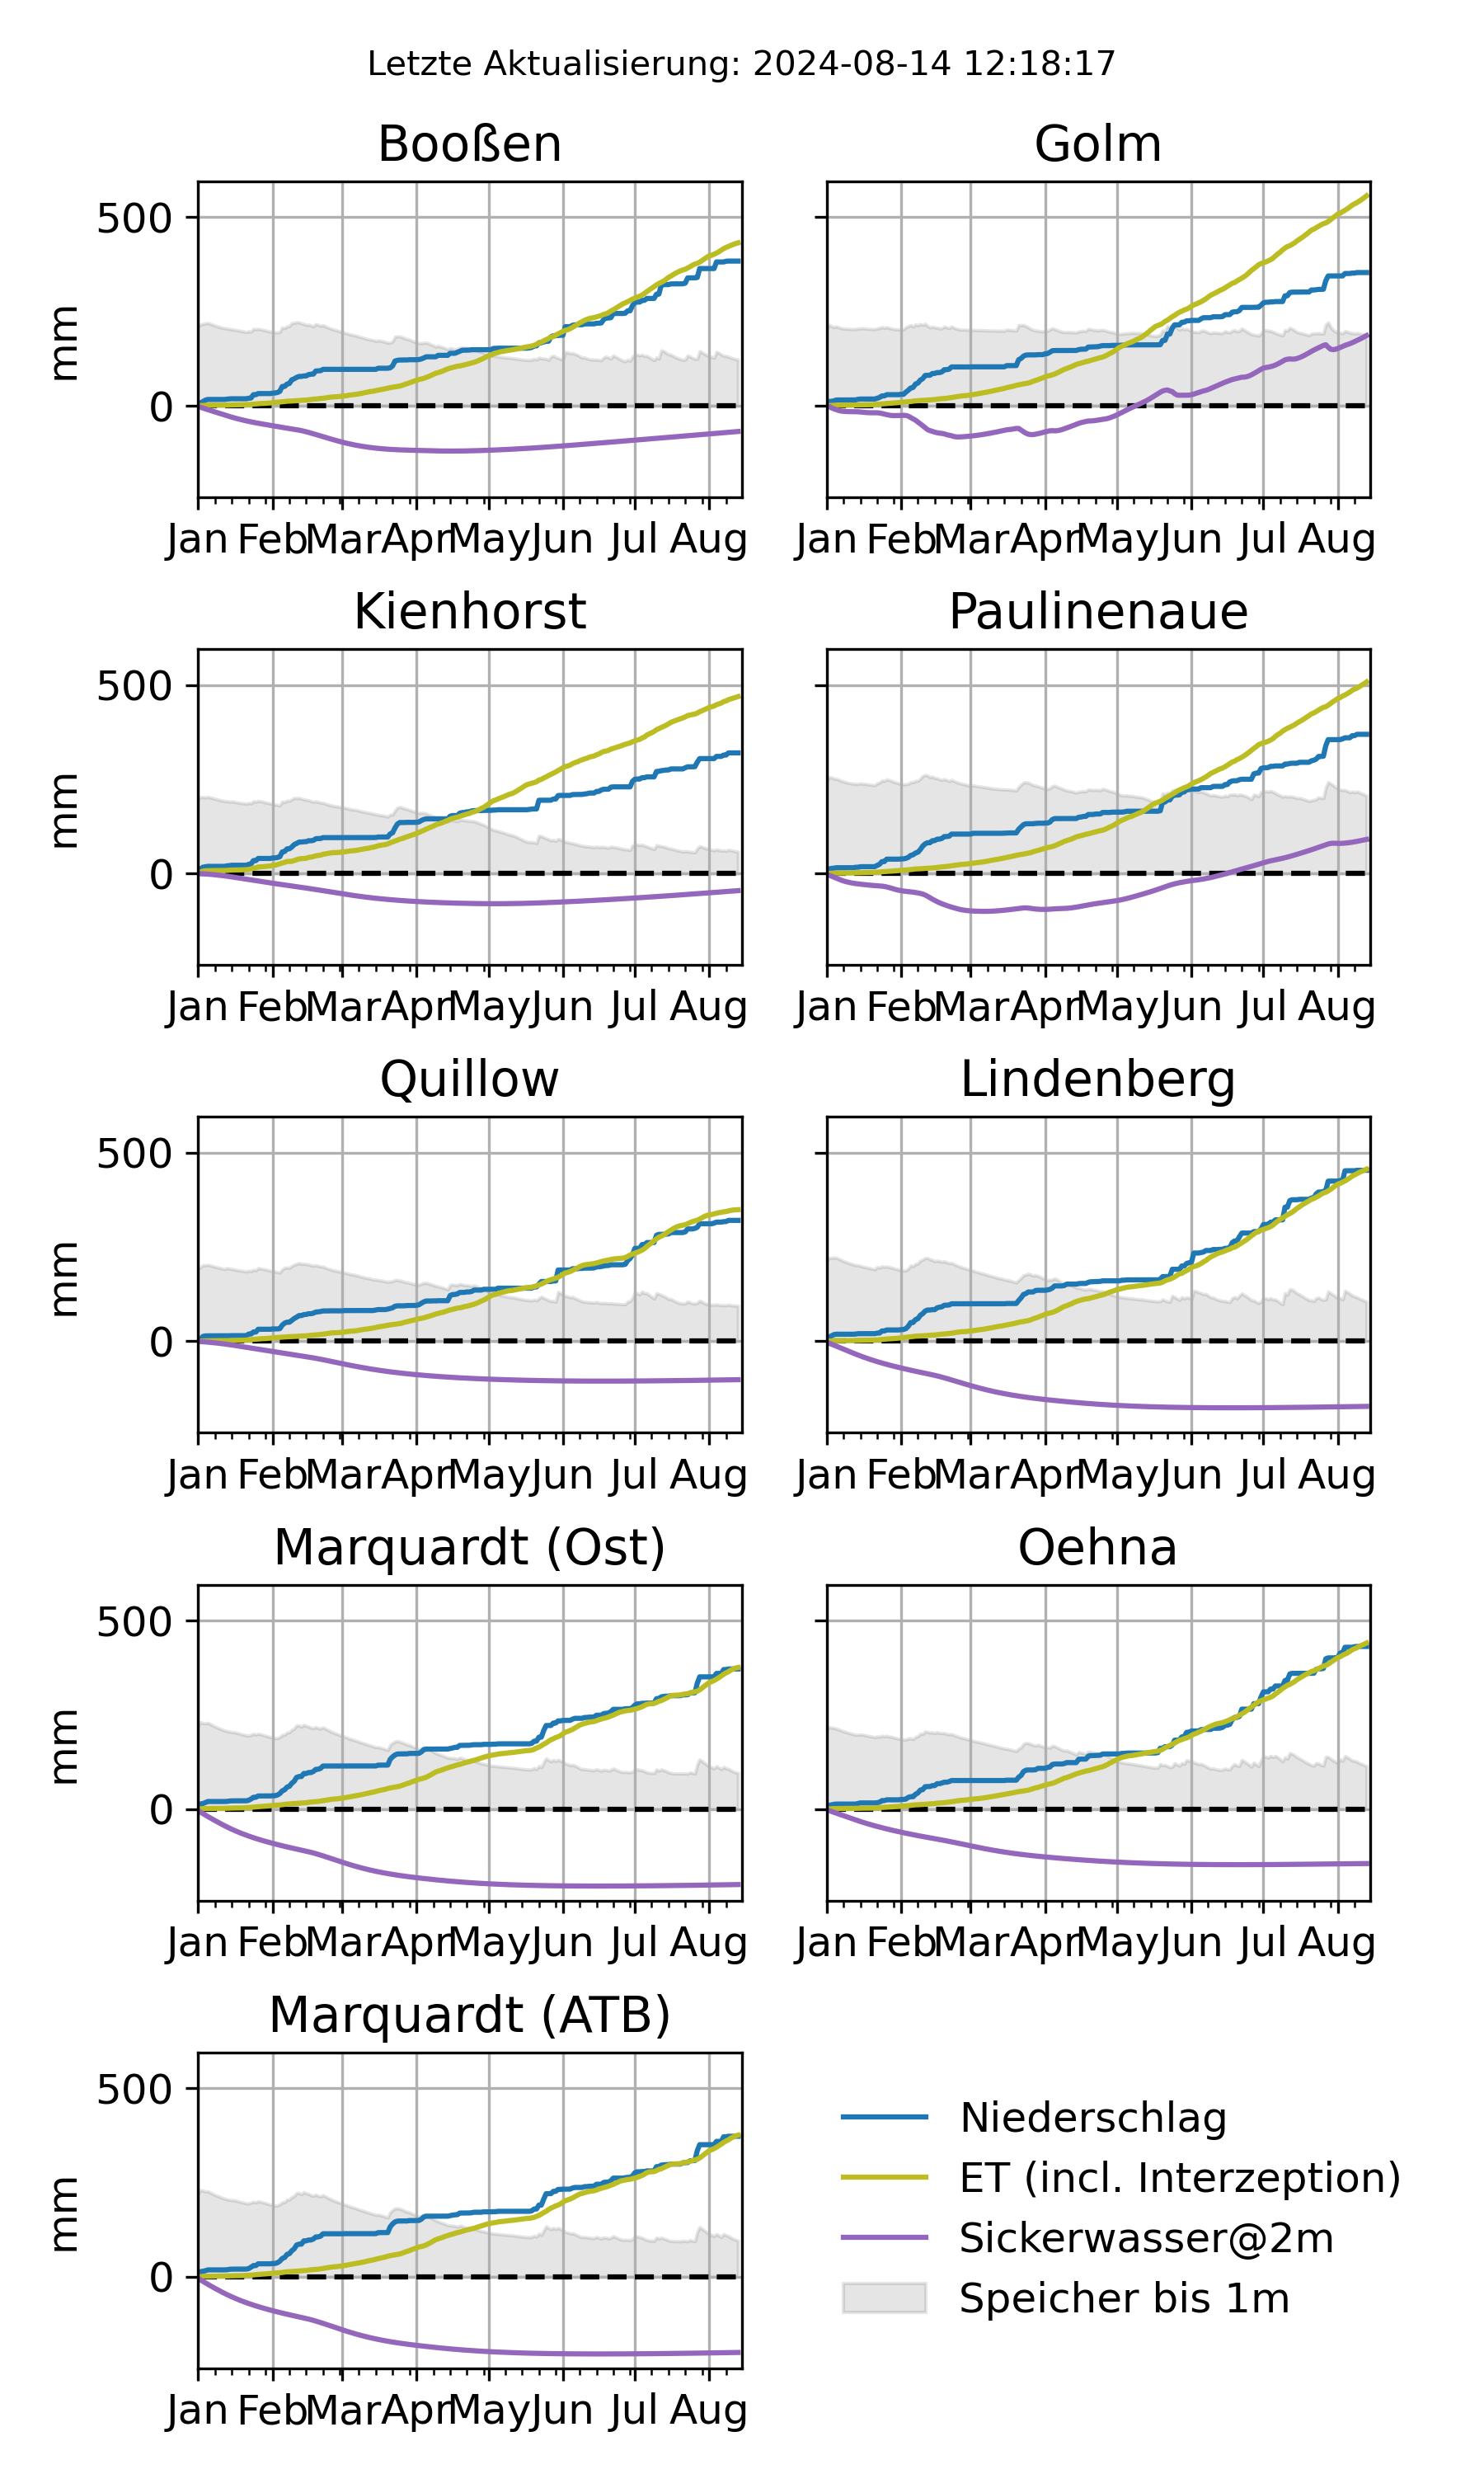 Letzte Aktualisierung: 2024-08-14 12:18:17
Booßen
Golm
mm
500
0
Jan Feb Mar Apr May Jun Jul Aug
Jan Feb Mar Apr May Jun Jul Aug
Kienhorst
Paulinenaue
mm
500
0
Jan Feb Mar Apr May Jun Jul Aug
Jan Feb Mar Apr May Jun Jul Aug
Quillow
Lindenberg
mm
500
0
Jan Feb Mar Apr May Jun Jul Aug
Jan Feb Mar Apr May Jun Jul Aug
Marquardt (Ost)
Oehna
mm
500
0
Jan Feb Mar Apr May Jun Jul Aug
Jan Feb Mar Apr May Jun Jul Aug
Marquardt (ATB)
mm
500
0
Jan Feb Mar Apr May Jun Jul Aug
Niederschlag
ET (incl. Interzeption)
Sickerwasser@2m
Speicher bis 1m